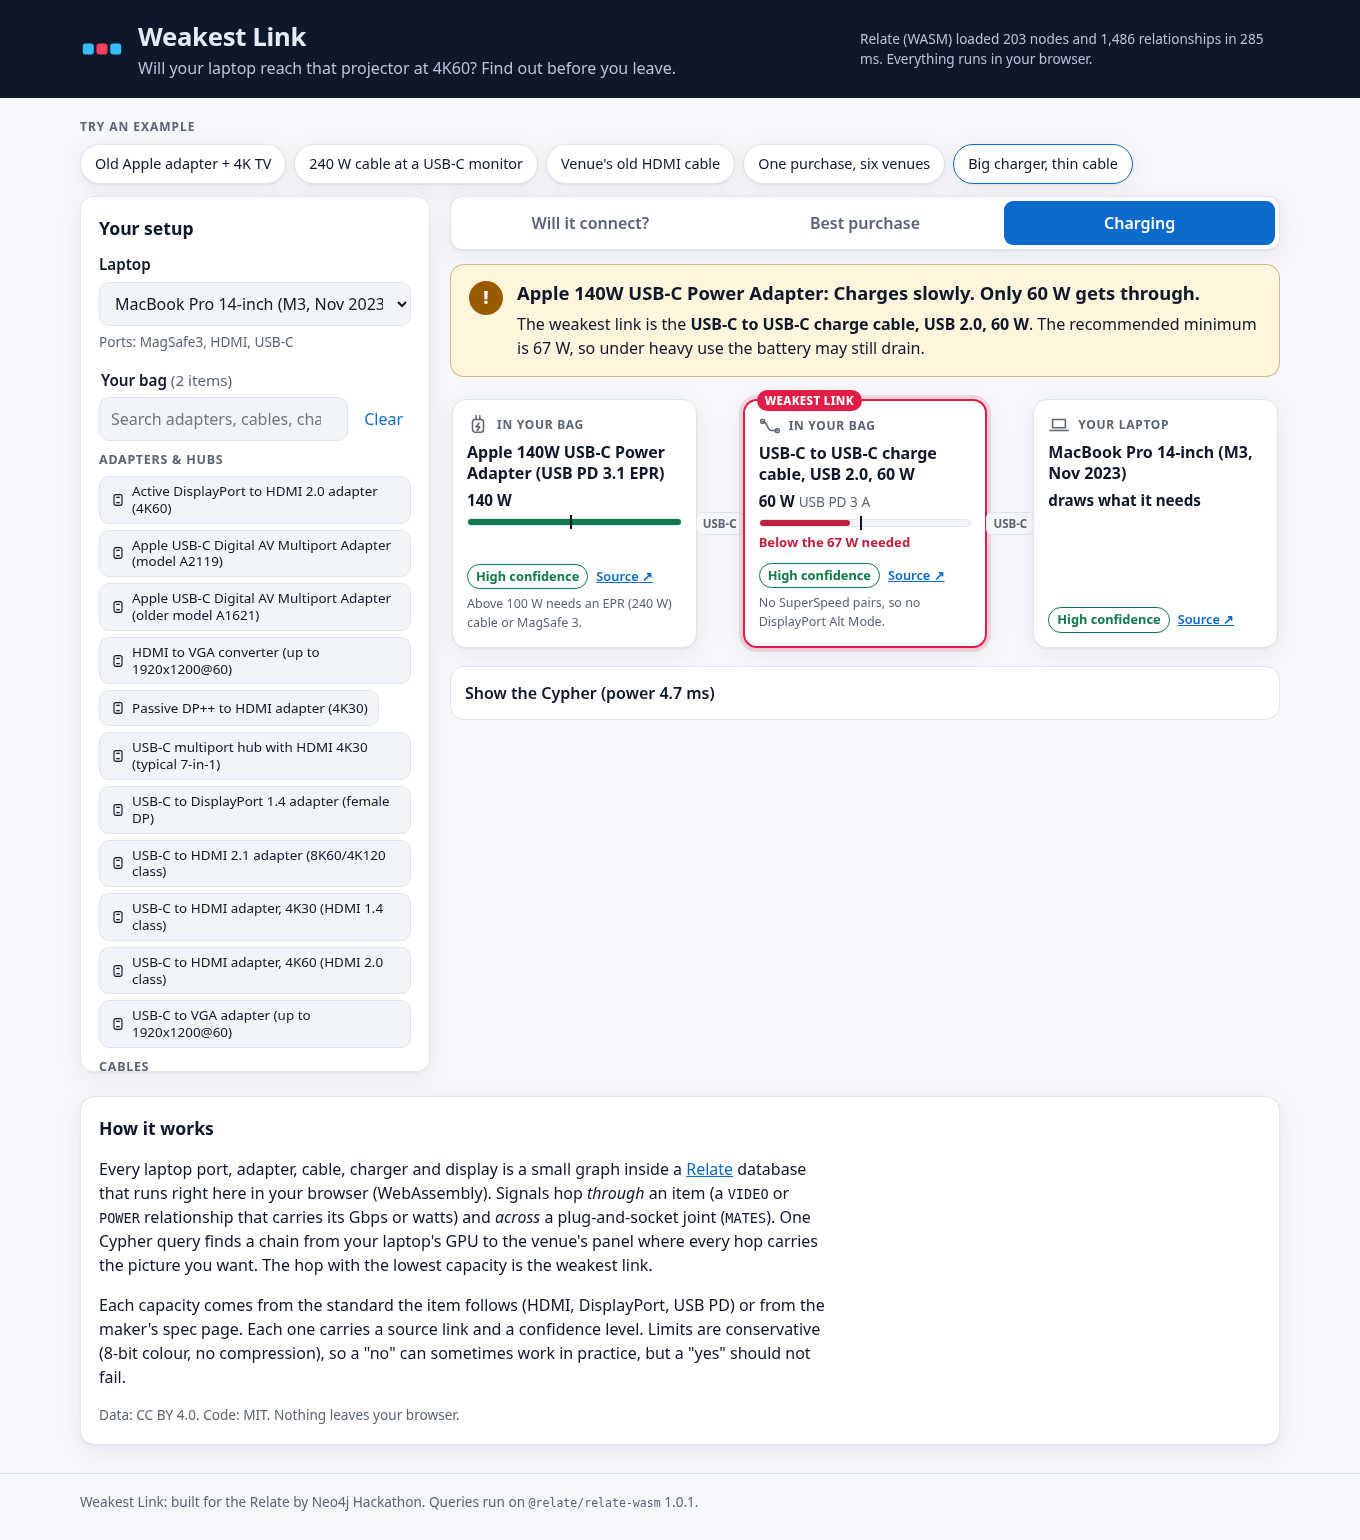 Weakest Link
Will your laptop reach that projector at 4K60? Find out before you leave.
Relate (WASM) loaded 203 nodes and 1,486 relationships in 285
ms. Everything runs in your browser.
TRY AN EXAMPLE
Old Apple adapter + 4K TV
240 W cable at a USB-C monitor
Venue's old HDMI cable
One purchase, six venues
Big charger, thin cable
Your setup
Laptop
MacBook Pro 14-inch (M3, Nov 2023
Ports: MagSafe3, HDMI, USB-C
Your bag (2 items)
Search adapters, cables, cha
Clear
ADAPTERS & HUBS
Active DisplayPort to HDMI 2.0 adapter
(4K60)
Apple USB-C Digital AV Multiport Adapter
(model A2119)
Apple USB-C Digital AV Multiport Adapter
(older model A1621)
HDMI to VGA converter (up to
1920x1200@60)
Passive DP++ to HDMI adapter (4K30)
USB-C multiport hub with HDMI 4K30
(typical 7-in-1)
USB-C to DisplayPort 1.4 adapter (female
DP)
USB-C to HDMI 2.1 adapter (8K60/4K120
class)
USB-C to HDMI adapter, 4K30 (HDMI 1.4
class)
USB-C to HDMI adapter, 4K60 (HDMI 2.0
class)
USB-C to VGA adapter (up to
1920x1200@60)
CABLES
Will it connect?
Best purchase
Charging
!
Apple 140W USB-C Power Adapter: Charges slowly. Only 60 W gets through.
The weakest link is the USB-C to USB-C charge cable, USB 2.0, 60 W. The recommended minimum
is 67 W, so under heavy use the battery may still drain.
IN YOUR BAG
Apple 140W USB-C Power
Adapter (USB PD 3.1 EPR)
140 W
High confidence
Source ↗
Above 100 W needs an EPR (240 W)
cable or MagSafe 3.
USB-C
WEAKEST LINK
IN YOUR BAG
USB-C to USB-C charge
cable, USB 2.0, 60 W
60 W USB PD 3 A
Below the 67 W needed
High confidence
Source ↗
No SuperSpeed pairs, so no
DisplayPort Alt Mode.
USB-C
YOUR LAPTOP
MacBook Pro 14-inch (M3,
Nov 2023)
draws what it needs
High confidence
Source ↗
Show the Cypher (power 4.7 ms)
How it works
Every laptop port, adapter, cable, charger and display is a small graph inside a Relate database
that runs right here in your browser (WebAssembly). Signals hop through an item (a VIDEO or
POWER relationship that carries its Gbps or watts) and across a plug-and-socket joint (MATES). One
Cypher query finds a chain from your laptop's GPU to the venue's panel where every hop carries
the picture you want. The hop with the lowest capacity is the weakest link.
Each capacity comes from the standard the item follows (HDMI, DisplayPort, USB PD) or from the
maker's spec page. Each one carries a source link and a confidence level. Limits are conservative
(8-bit colour, no compression), so a "no" can sometimes work in practice, but a "yes" should not
fail.
Data: CC BY 4.0. Code: MIT. Nothing leaves your browser.
Weakest Link: built for the Relate by Neo4j Hackathon. Queries run on @relate/relate-wasm 1.0.1.